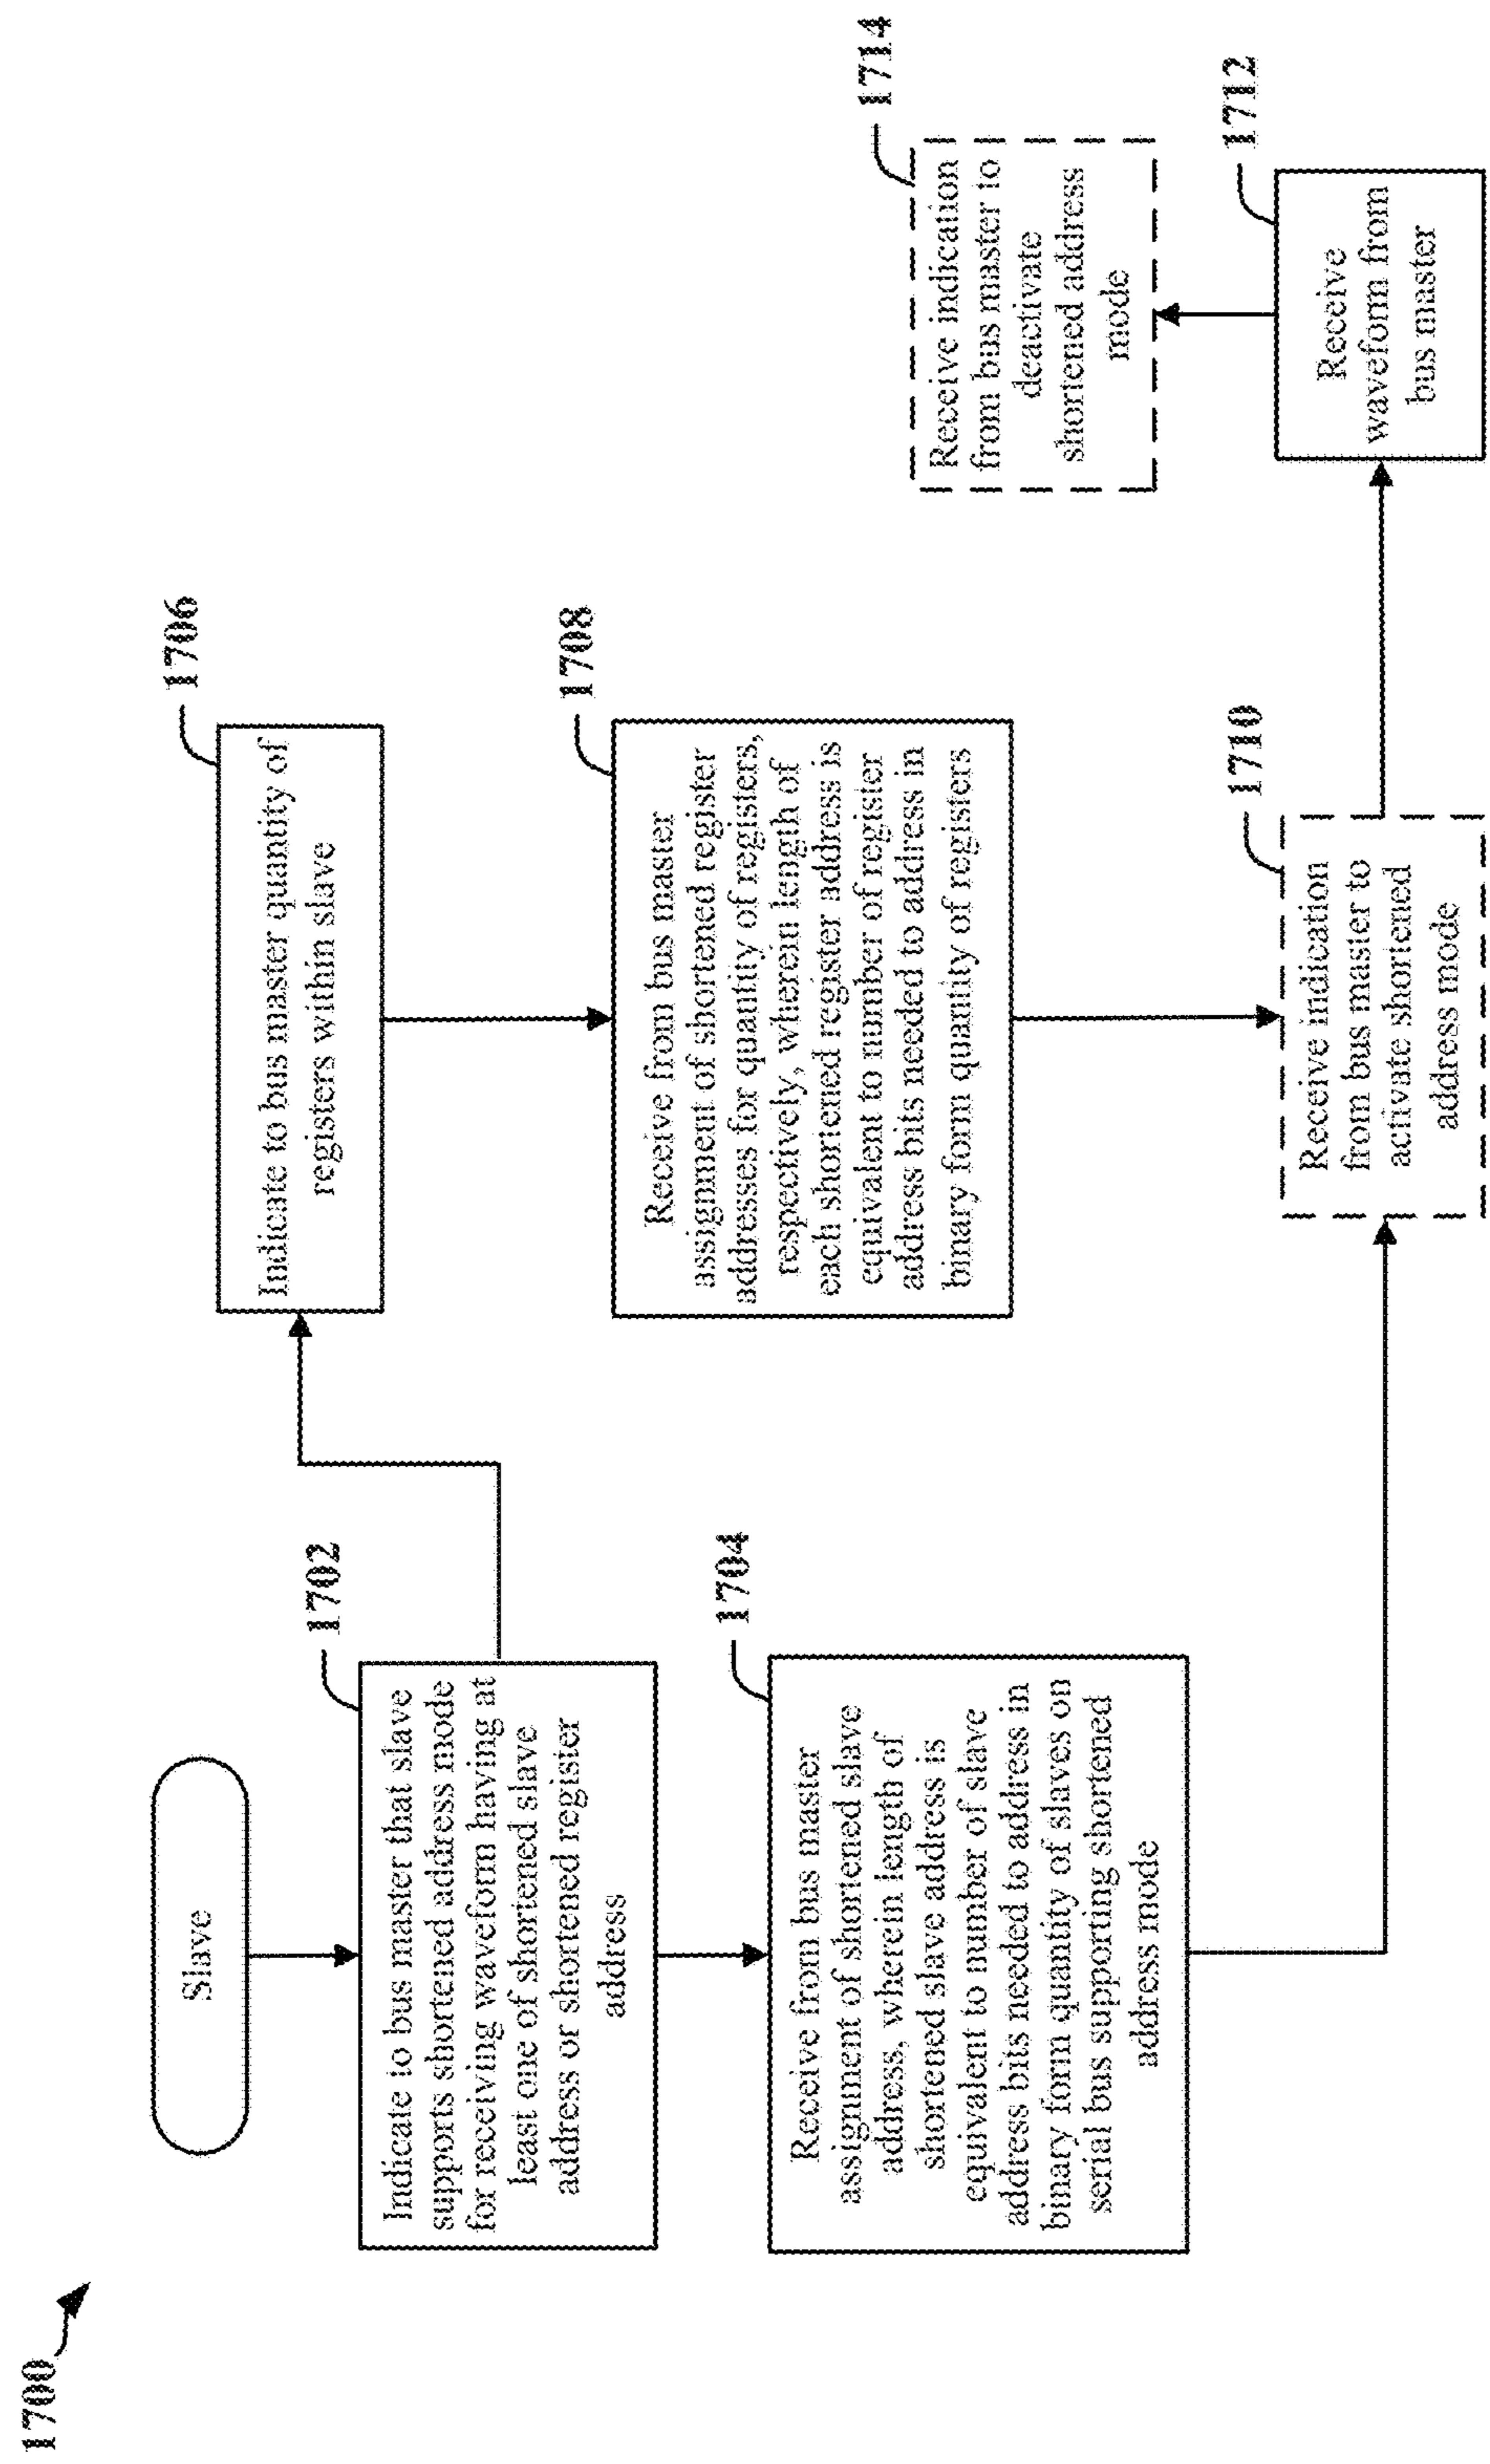 1700
Slave
1702
Indicate to bus master that slave
supports shortened address mode
for receiving waveform having at
least one of shortened slave
address or shortened register
address
1704
Receive from bus master
assignment of shortened slave
address, wherein length of
shortened slave address is
equivalent to number of slave
address bits needed to address in
binary form quantity of slaves on
serial bus supporting shortened
address mode
1706
Indicate to bus master quantity of
registers within slave
1708
Receive from bus master
assignment of shortened register
addresses for quantity of registers,
respectively, wherein length of
each shortened register address is
equivalent to number of register
address bits needed to address in
binary form quantity of registers
1710
Receive indication
from bus master to
activate shortened
address mode
1712
Receive
waveform from
bus master
1714
Receive indication
from bus master to
deactivate
shortened address
mode